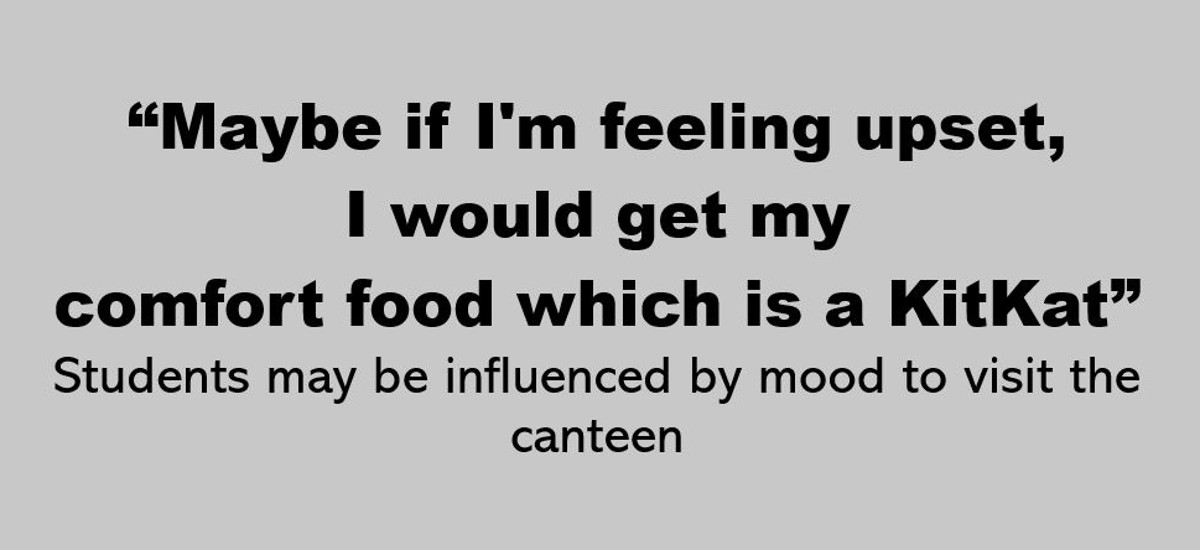 “Maybe if I'm feeling upset,
I would get my
comfort food which is a KitKat”
Students may be influenced by mood to visit the
canteen